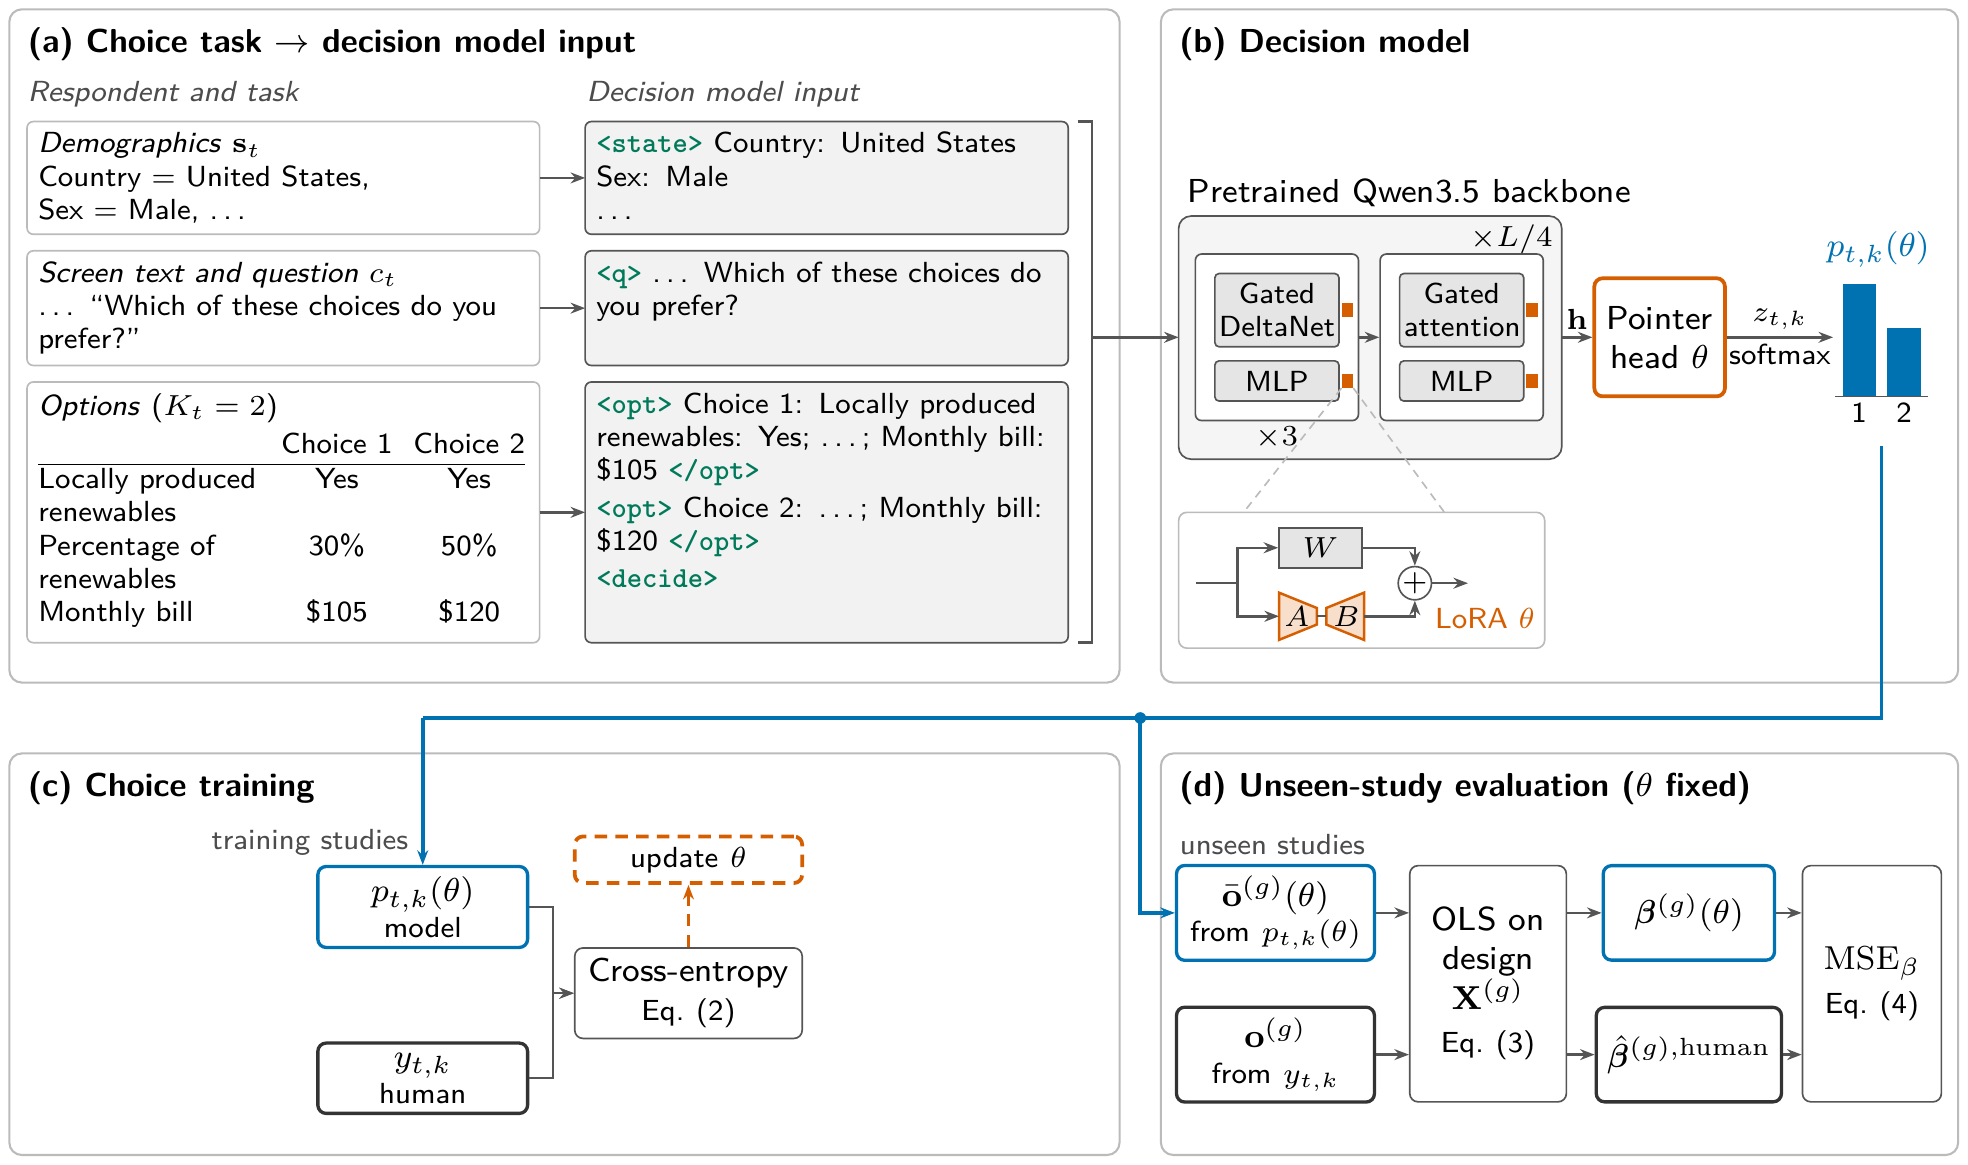 (a) Choice task → decision model input
Respondent and task
Decision model input
Demographics s_t
Country = United States,
Sex = Male, ...
<state> Country: United States
Sex: Male
...
Screen text and question c_t
... “Which of these choices do you
prefer?”
<q> ... Which of these choices do
you prefer?
Options (K_t = 2)
Choice 1 Choice 2
Locally produced Yes Yes
renewables
Percentage of 30% 50%
renewables
Monthly bill $105 $120
<opt> Choice 1: Locally produced
renewables: Yes; ...; Monthly bill:
$105 </opt>
<opt> Choice 2: ...; Monthly bill:
$120 </opt>
<decide>
(b) Decision model
Pretrained Qwen3.5 backbone
×L/4
Gated
DeltaNet
MLP
×3
Gated
attention
MLP
h
Pointer
head θ
z_{t,k}
softmax
p_{t,k}(θ)
1 2
W
A B
+
LoRA θ
(c) Choice training
training studies
p_{t,k}(θ)
model
y_{t,k}
human
update θ
Cross-entropy
Eq. (2)
(d) Unseen-study evaluation (θ fixed)
unseen studies
ō^{(g)}(θ)
from p_{t,k}(θ)
o^{(g)}
from y_{t,k}
OLS on
design
X^{(g)}
Eq. (3)
β^{(g)}(θ)
β̂^{(g),human}
MSE_β
Eq. (4)